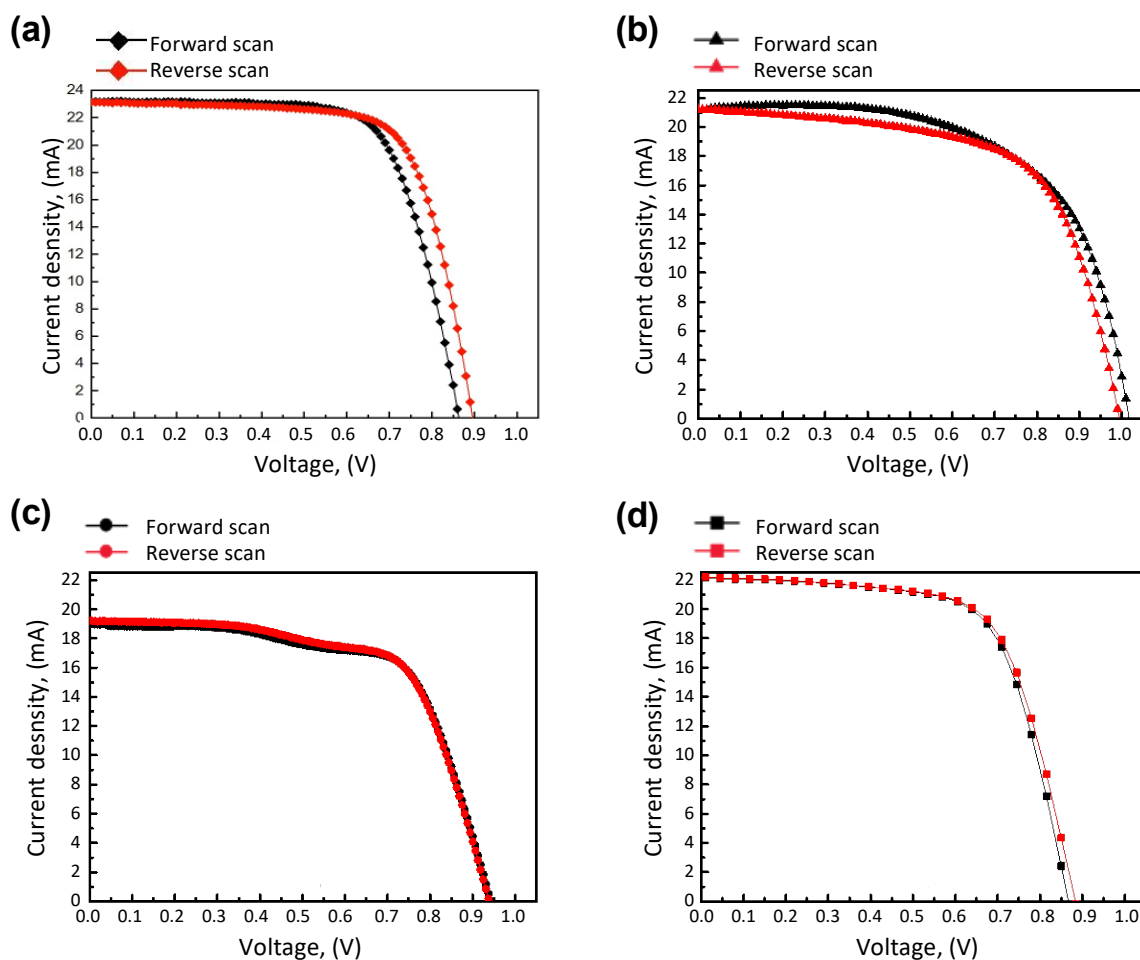 (a)
Forward scan
Reverse scan
24
22
20
18
16
14
12
10
8
6
4
2
0
Current desnsity, (mA)
0.0 0.1 0.2 0.3 0.4 0.5 0.6 0.7 0.8 0.9 1.0
Voltage, (V)
(b)
Forward scan
Reverse scan
22
20
18
16
14
12
10
8
6
4
2
0
Current desnsity, (mA)
0.0 0.1 0.2 0.3 0.4 0.5 0.6 0.7 0.8 0.9 1.0
Voltage, (V)
(c)
Forward scan
Reverse scan
22
20
18
16
14
12
10
8
6
4
2
0
Current desnsity, (mA)
0.0 0.1 0.2 0.3 0.4 0.5 0.6 0.7 0.8 0.9 1.0
Voltage, (V)
(d)
Forward scan
Reverse scan
22
20
18
16
14
12
10
8
6
4
2
0
Current desnsity, (mA)
0.0 0.1 0.2 0.3 0.4 0.5 0.6 0.7 0.8 0.9 1.0
Voltage, (V)